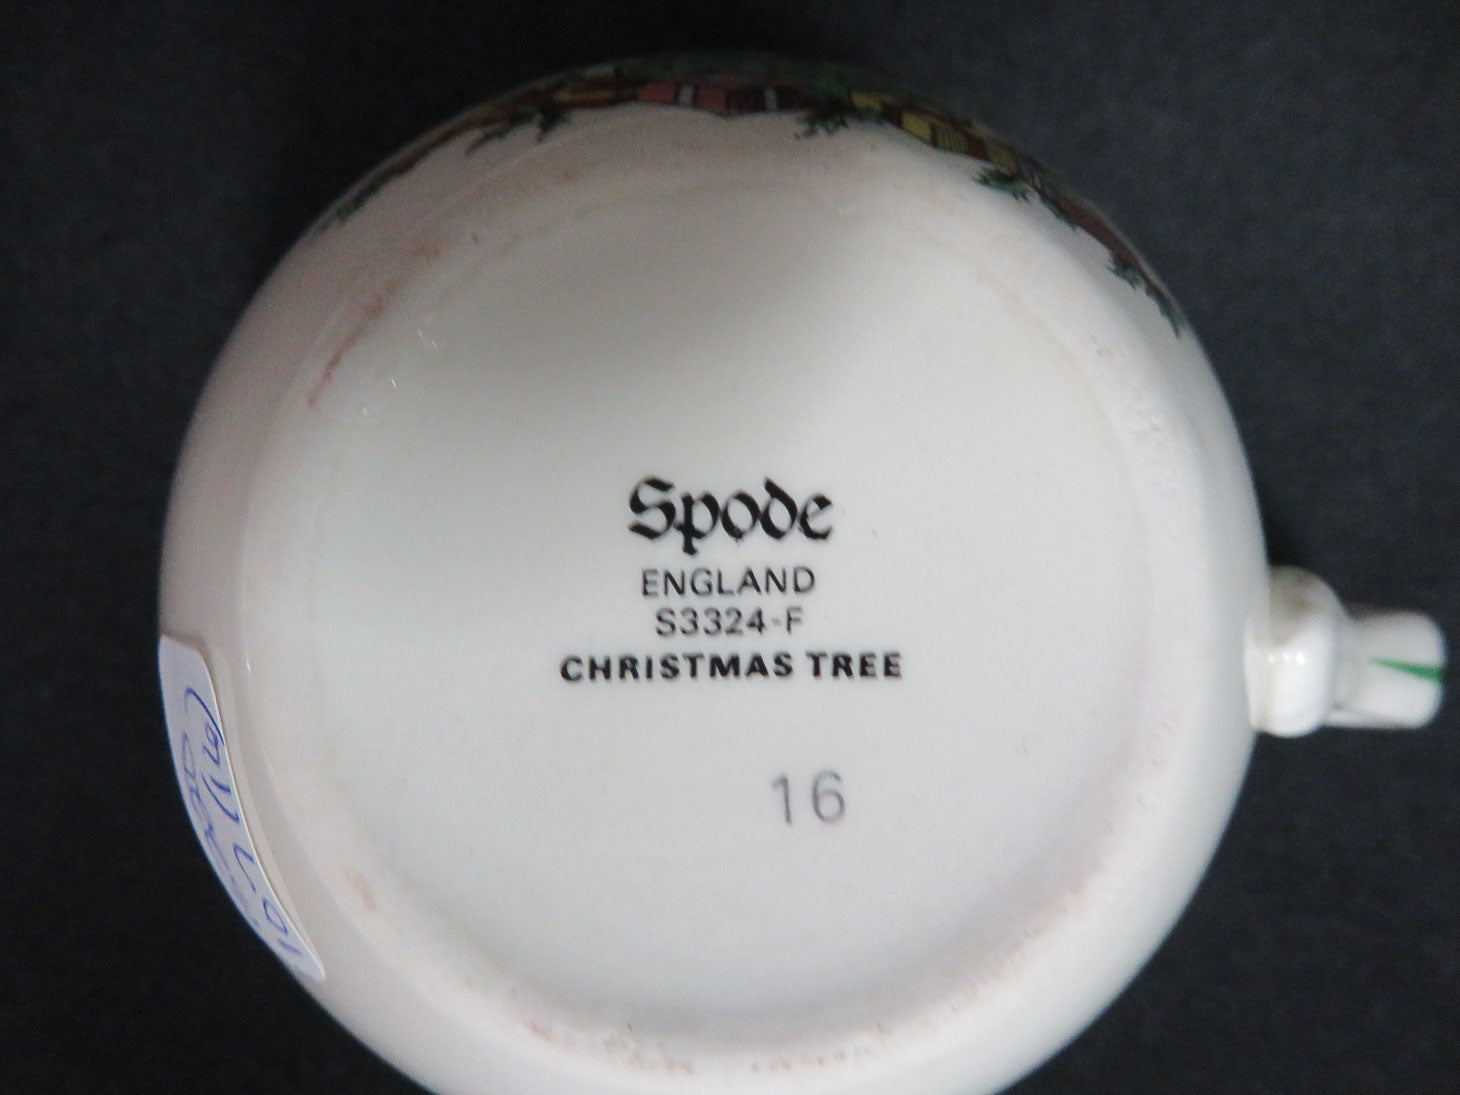 Spode
ENGLAND
S3324-F
CHRISTMAS TREE
16